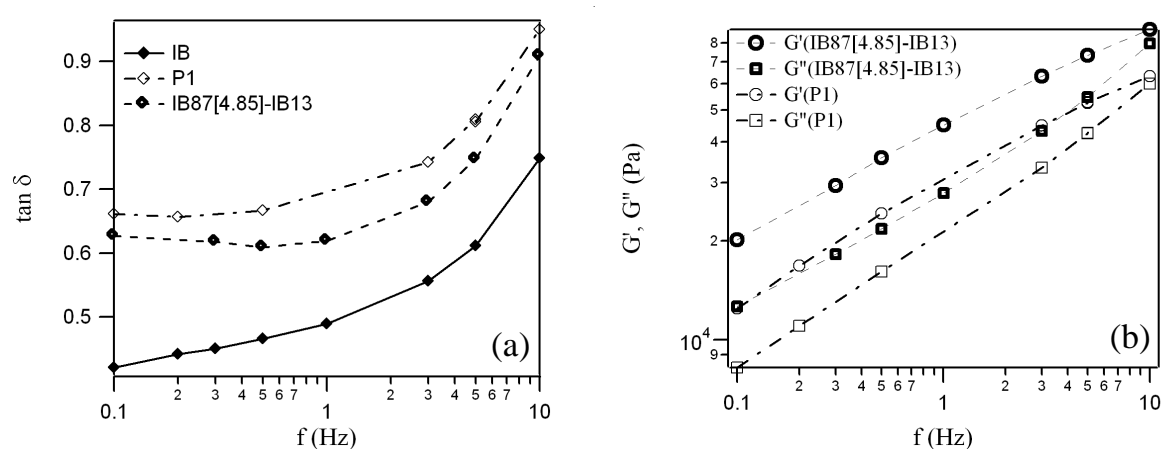 tan δ
0.9
0.8
0.7
0.6
0.5
IB
P1
IB87[4.85]-IB13
(a)
0.1 2 3 4 5 6 7 1 2 3 4 5 6 7 10
f (Hz)
G', G" (Pa)
8
7
6
5
4
3
2
10⁴
9
G'(IB87[4.85]-IB13)
G"(IB87[4.85]-IB13)
G'(P1)
G"(P1)
(b)
0.1 2 3 4 5 6 7 1 2 3 4 5 6 7 10
f (Hz)